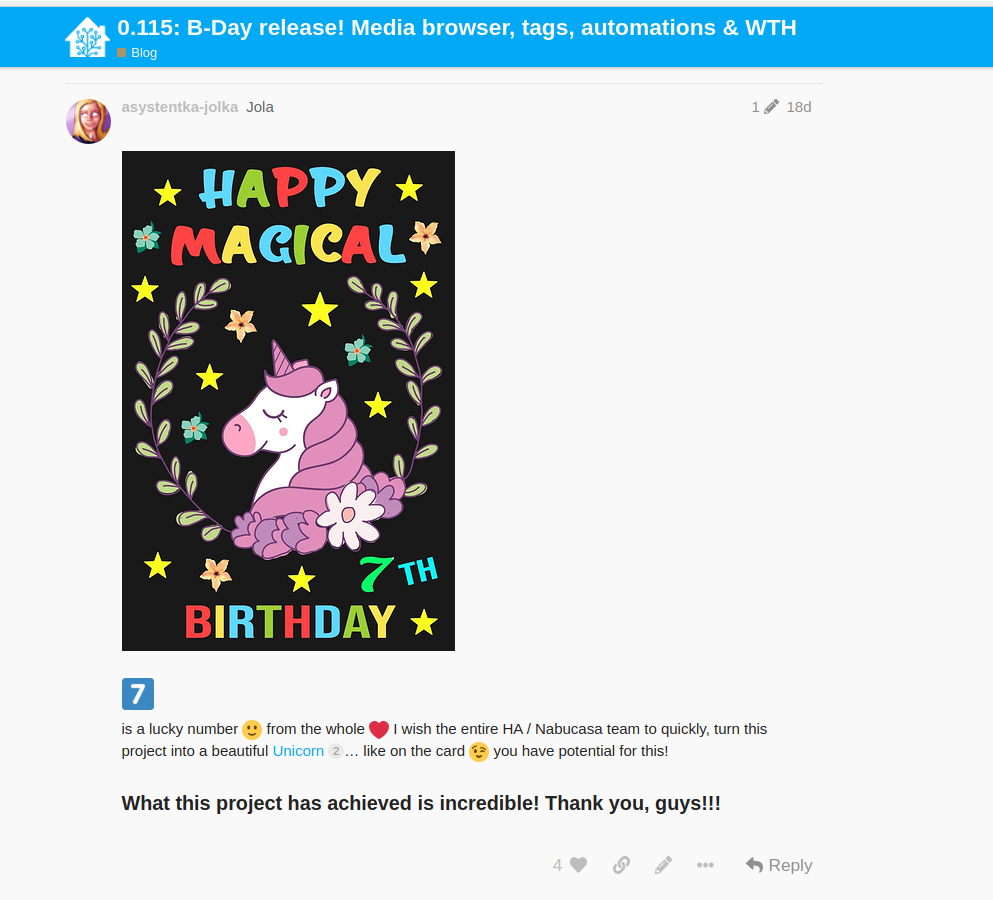 0.115: B-Day release! Media browser, tags, automations & WTH
Blog
asystentka-jolka Jola
1 18d
HAPPY
MAGICAL
7TH
BIRTHDAY
7
is a lucky number 🙂 from the whole ❤️ I wish the entire HA / Nabucasa team to quickly, turn this
project into a beautiful Unicorn 2 … like on the card 😉 you have potential for this!
What this project has achieved is incredible! Thank you, guys!!!
4
Reply